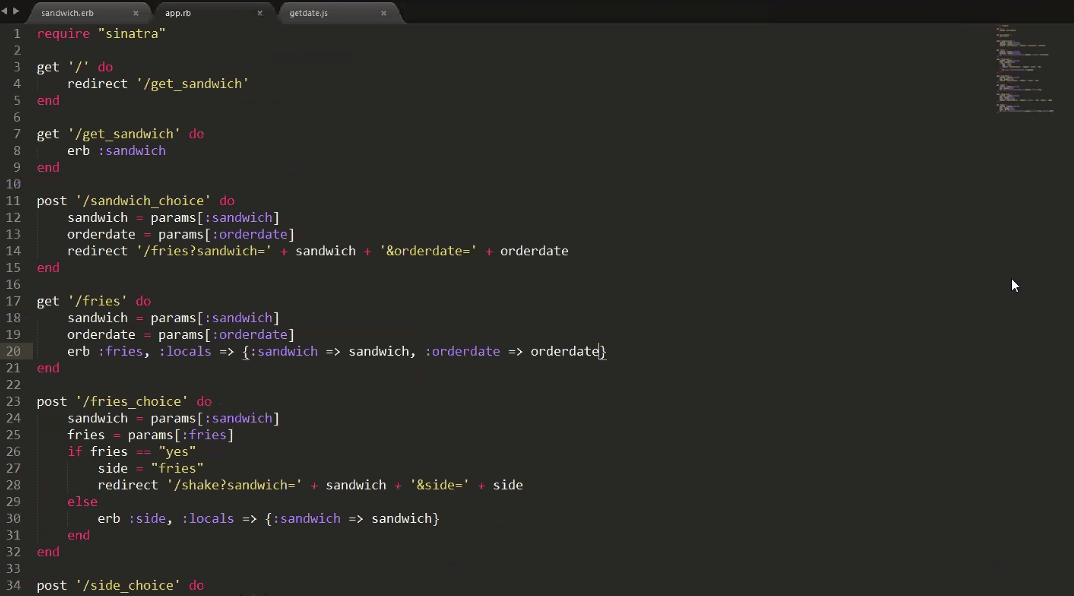 sandwich.erb × app.rb × getdate.js ×
1 require "sinatra"
2
3 get '/' do
4 redirect '/get_sandwich'
5 end
6
7 get '/get_sandwich' do
8 erb :sandwich
9 end
10
11 post '/sandwich_choice' do
12 sandwich = params[:sandwich]
13 orderdate = params[:orderdate]
14 redirect '/fries?sandwich=' + sandwich + '&orderdate=' + orderdate
15 end
16
17 get '/fries' do
18 sandwich = params[:sandwich]
19 orderdate = params[:orderdate]
20 erb :fries, :locals => {:sandwich => sandwich, :orderdate => orderdate}
21 end
22
23 post '/fries_choice' do
24 sandwich = params[:sandwich]
25 fries = params[:fries]
26 if fries == "yes"
27 side = "fries"
28 redirect '/shake?sandwich=' + sandwich + '&side=' + side
29 else
30 erb :side, :locals => {:sandwich => sandwich}
31 end
32 end
33
34 post '/side_choice' do